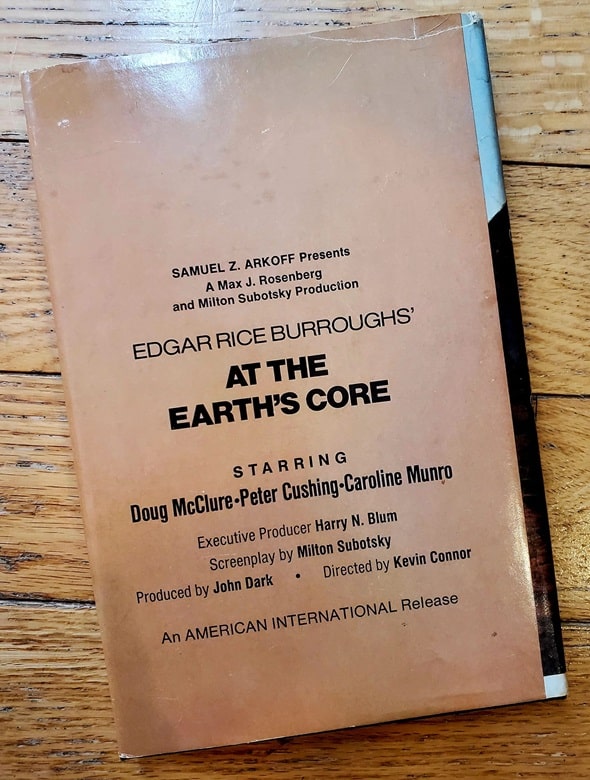 SAMUEL Z. ARKOFF Presents
A Max J. Rosenberg
and Milton Subotsky Production
EDGAR RICE BURROUGHS'
AT THE
EARTH'S CORE
STARRING
Doug McClure•Peter Cushing•Caroline Munro
Executive Producer Harry N. Blum
Screenplay by Milton Subotsky
Produced by John Dark • Directed by Kevin Connor
An AMERICAN INTERNATIONAL Release